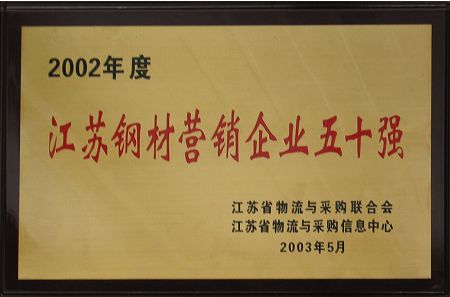 2002年度
江苏钢材营销企业五十强
江苏省物流与采购联合会
江苏省物流与采购信息中心
2003年5月